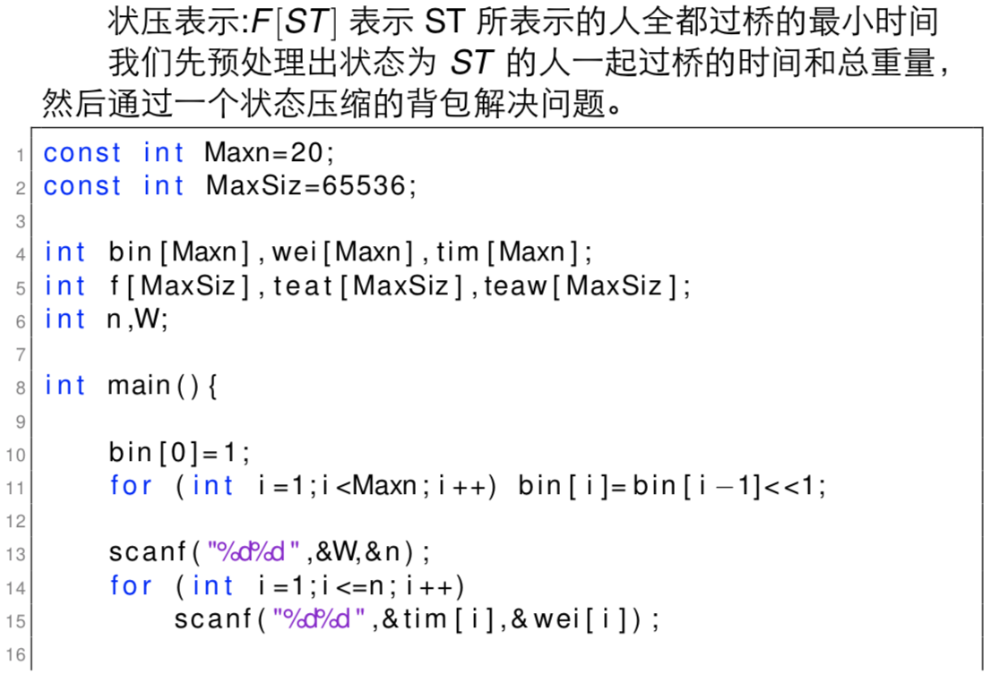 状压表示:F[ST] 表示 ST 所表示的人全都过桥的最小时间
我们先预处理出状态为 ST 的人一起过桥的时间和总重量，
然后通过一个状态压缩的背包解决问题。
1 const int Maxn=20;
2 const int MaxSiz=65536;
3
4 int bin[Maxn],wei[Maxn],tim[Maxn];
5 int f[MaxSiz],teat[MaxSiz],teaw[MaxSiz];
6 int n,W;
7
8 int main(){
9
10 bin[0]=1;
11 for (int i=1;i<Maxn;i++) bin[i]=bin[i−1]<<1;
12
13 scanf("%d%d",&W,&n);
14 for (int i=1;i<=n;i++)
15 scanf("%d%d",&tim[i],&wei[i]);
16